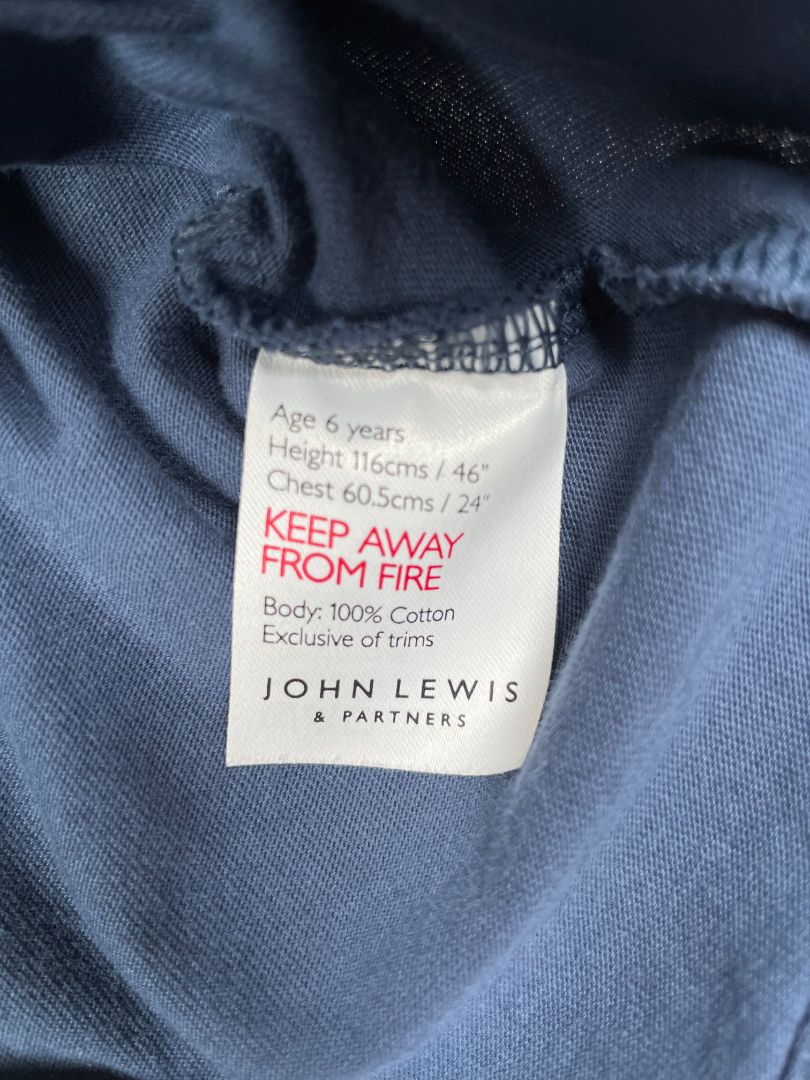 Age 6 years
Height 116cms / 46"
Chest 60.5cms / 24"
KEEP AWAY
FROM FIRE
Body: 100% Cotton
Exclusive of trims
JOHN LEWIS
& PARTNERS